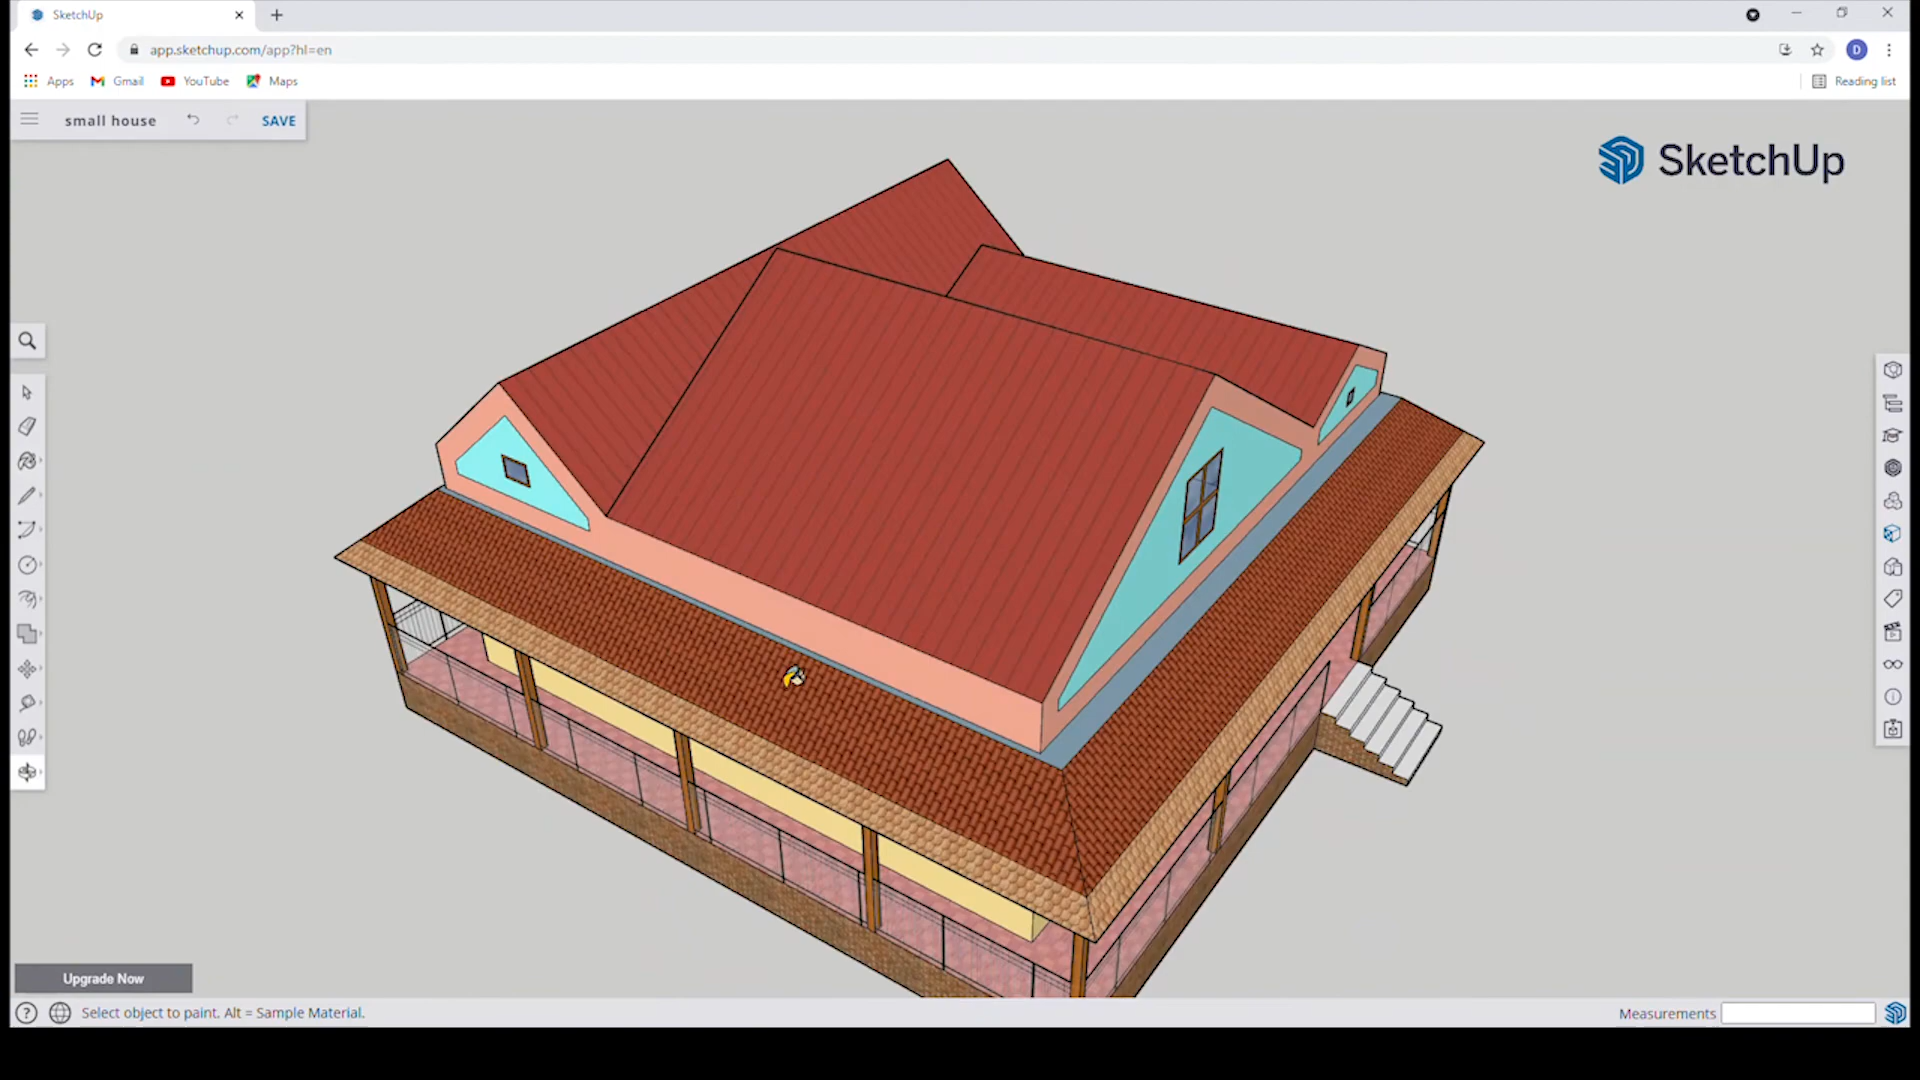 SketchUp
app.sketchup.com/app?hl=en
D
Apps Gmail YouTube Maps Reading list
small house SAVE
SketchUp
Upgrade Now
Select object to paint. Alt = Sample Material.
Measurements